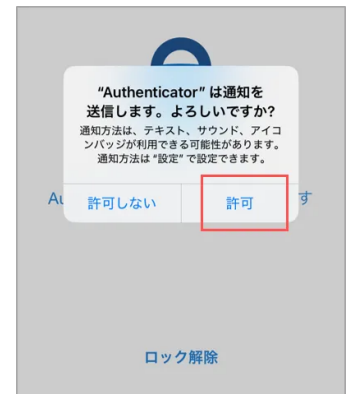 “Authenticator”は通知を
送信します。よろしいですか?
通知方法は、テキスト、サウンド、アイコ
ンバッジが利用できる可能性があります。
通知方法は“設定”で設定できます。
Au
す
許可しない
許可
ロック解除